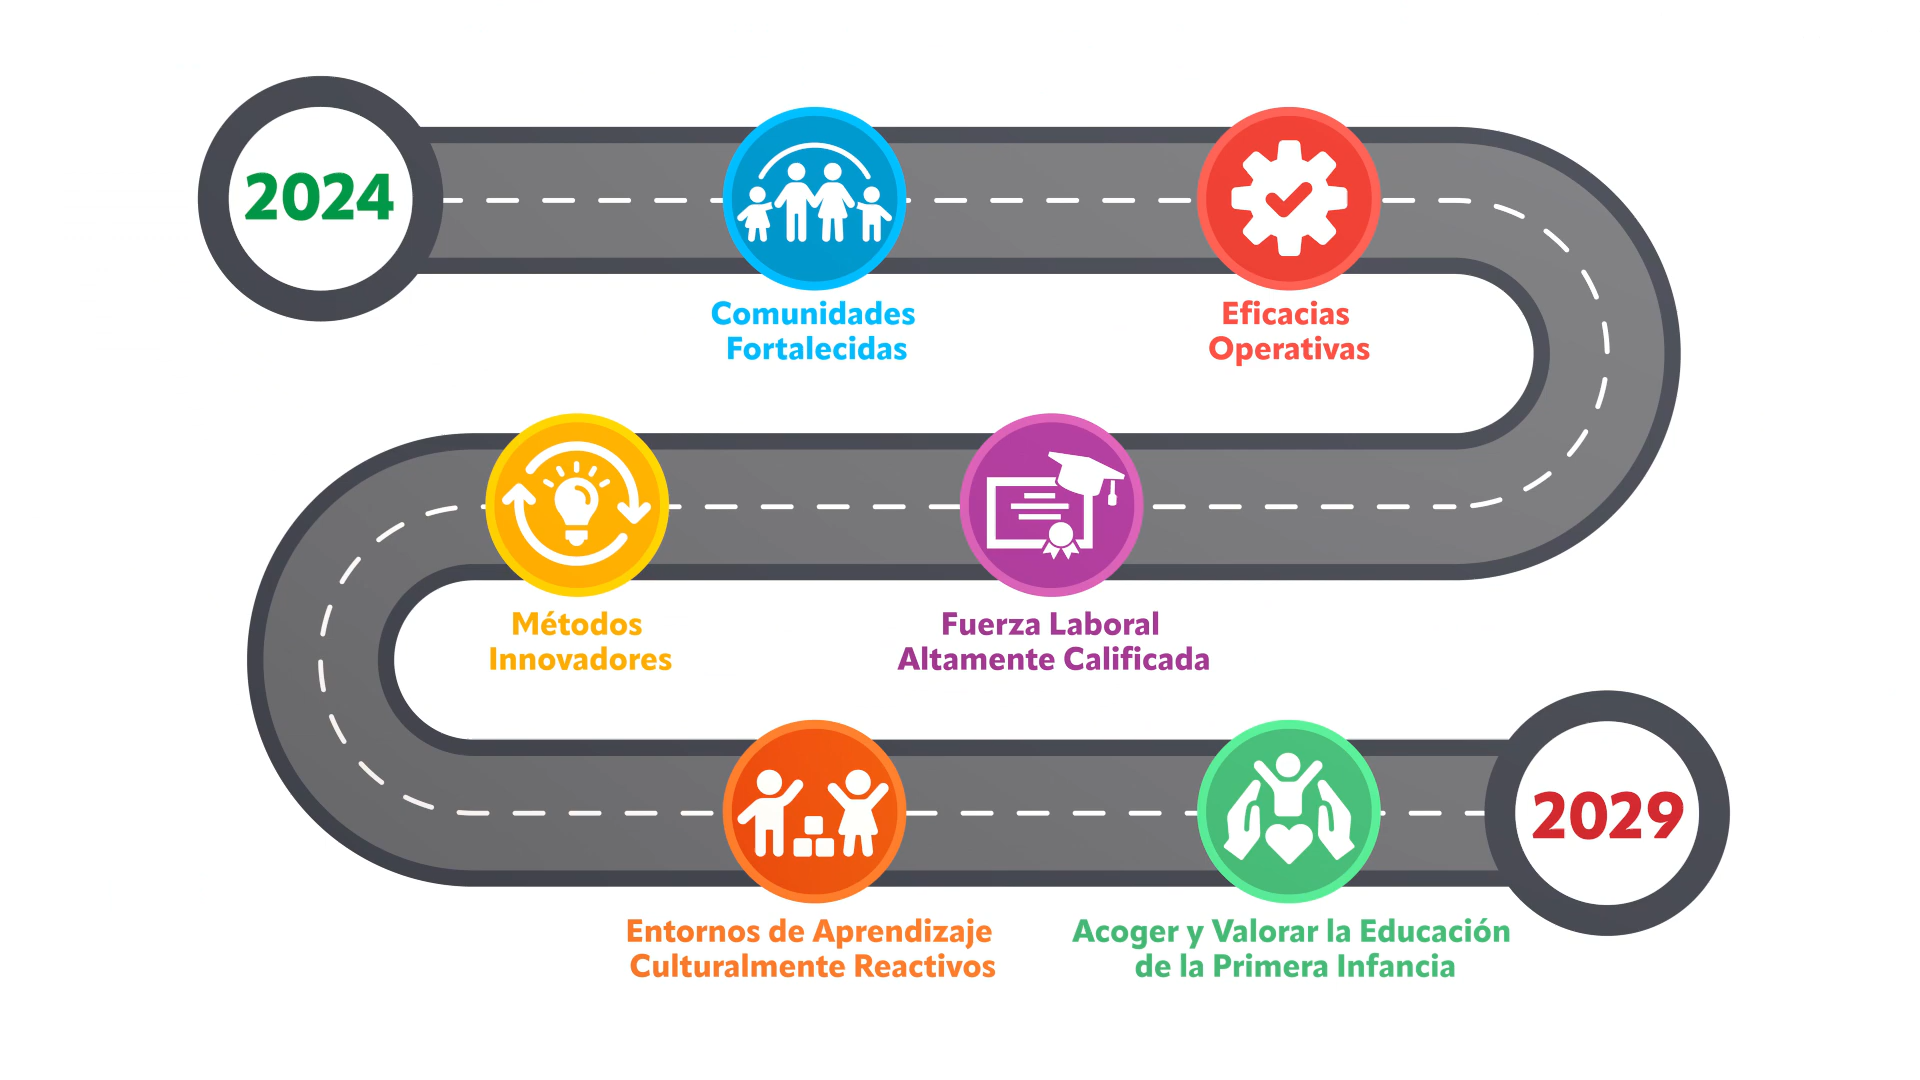 2024
Comunidades
Fortalecidas
Eficacias
Operativas
Métodos
Innovadores
Fuerza Laboral
Altamente Calificada
Entornos de Aprendizaje
Culturalmente Reactivos
Acoger y Valorar la Educación
de la Primera Infancia
2029